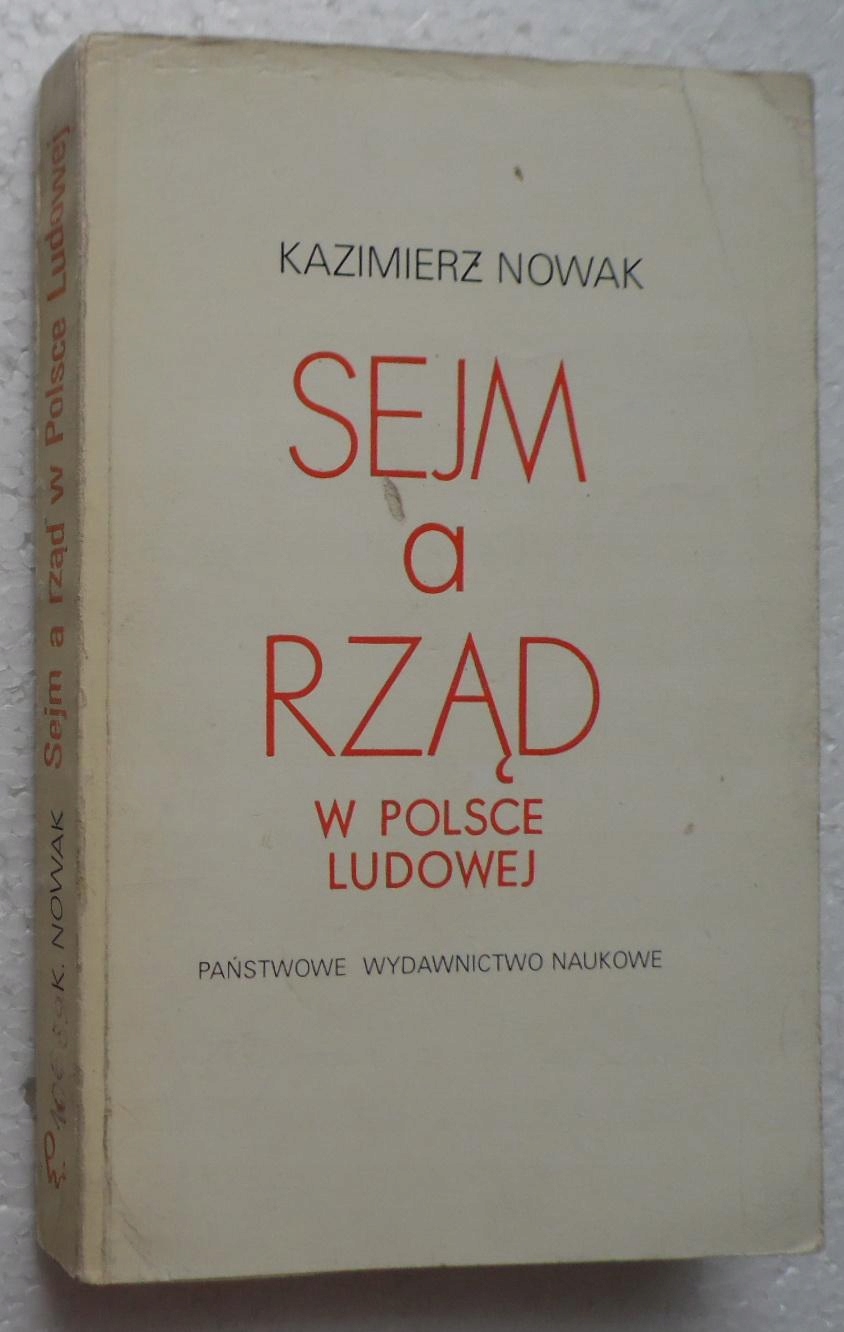 KAZIMIERZ NOWAK
SEJM
a
RZĄD
W POLSCE
LUDOWEJ
PAŃSTWOWE WYDAWNICTWO NAUKOWE
K. NOWAK Sejm a rząd w Polsce Ludowej